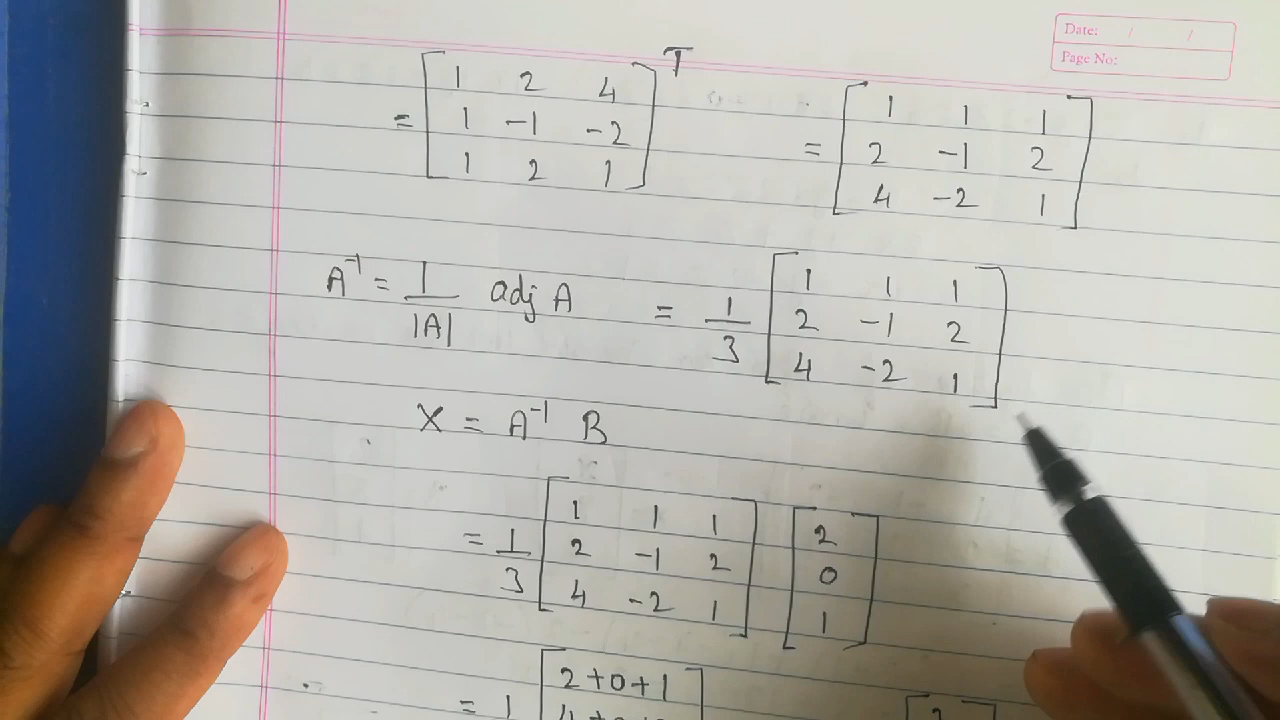 Date: / /
Page No:
= [ 1 2 4 ]ᵀ = [ 1 1 1 ]
[ 1 -1 -2 ] [ 2 -1 2 ]
[ 1 2 1 ] [ 4 -2 1 ]
A⁻¹ = 1/|A| adj A = 1/3 [ 1 1 1 ]
[ 2 -1 2 ]
[ 4 -2 1 ]
X = A⁻¹ B
= 1/3 [ 1 1 1 ] [ 2 ]
[ 2 -1 2 ] [ 0 ]
[ 4 -2 1 ] [ 1 ]
= 1 [ 2+0+1 ]